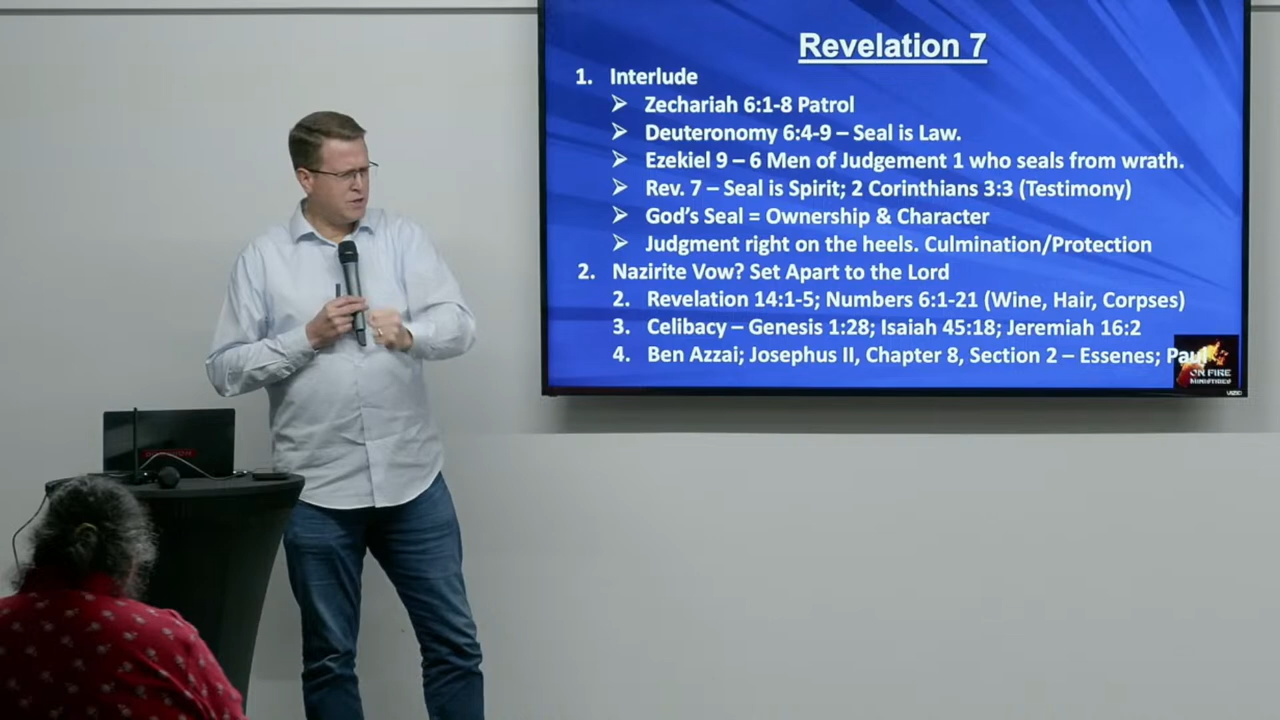 Revelation 7
1. Interlude
➢ Zechariah 6:1-8 Patrol
➢ Deuteronomy 6:4-9 – Seal is Law.
➢ Ezekiel 9 – 6 Men of Judgement 1 who seals from wrath.
➢ Rev. 7 – Seal is Spirit; 2 Corinthians 3:3 (Testimony)
➢ God's Seal = Ownership & Character
➢ Judgment right on the heels. Culmination/Protection
2. Nazirite Vow? Set Apart to the Lord
2. Revelation 14:1-5; Numbers 6:1-21 (Wine, Hair, Corpses)
3. Celibacy – Genesis 1:28; Isaiah 45:18; Jeremiah 16:2
4. Ben Azzai; Josephus II, Chapter 8, Section 2 – Essenes; Paul
ON FIRE
MINISTRIES
VIZIO